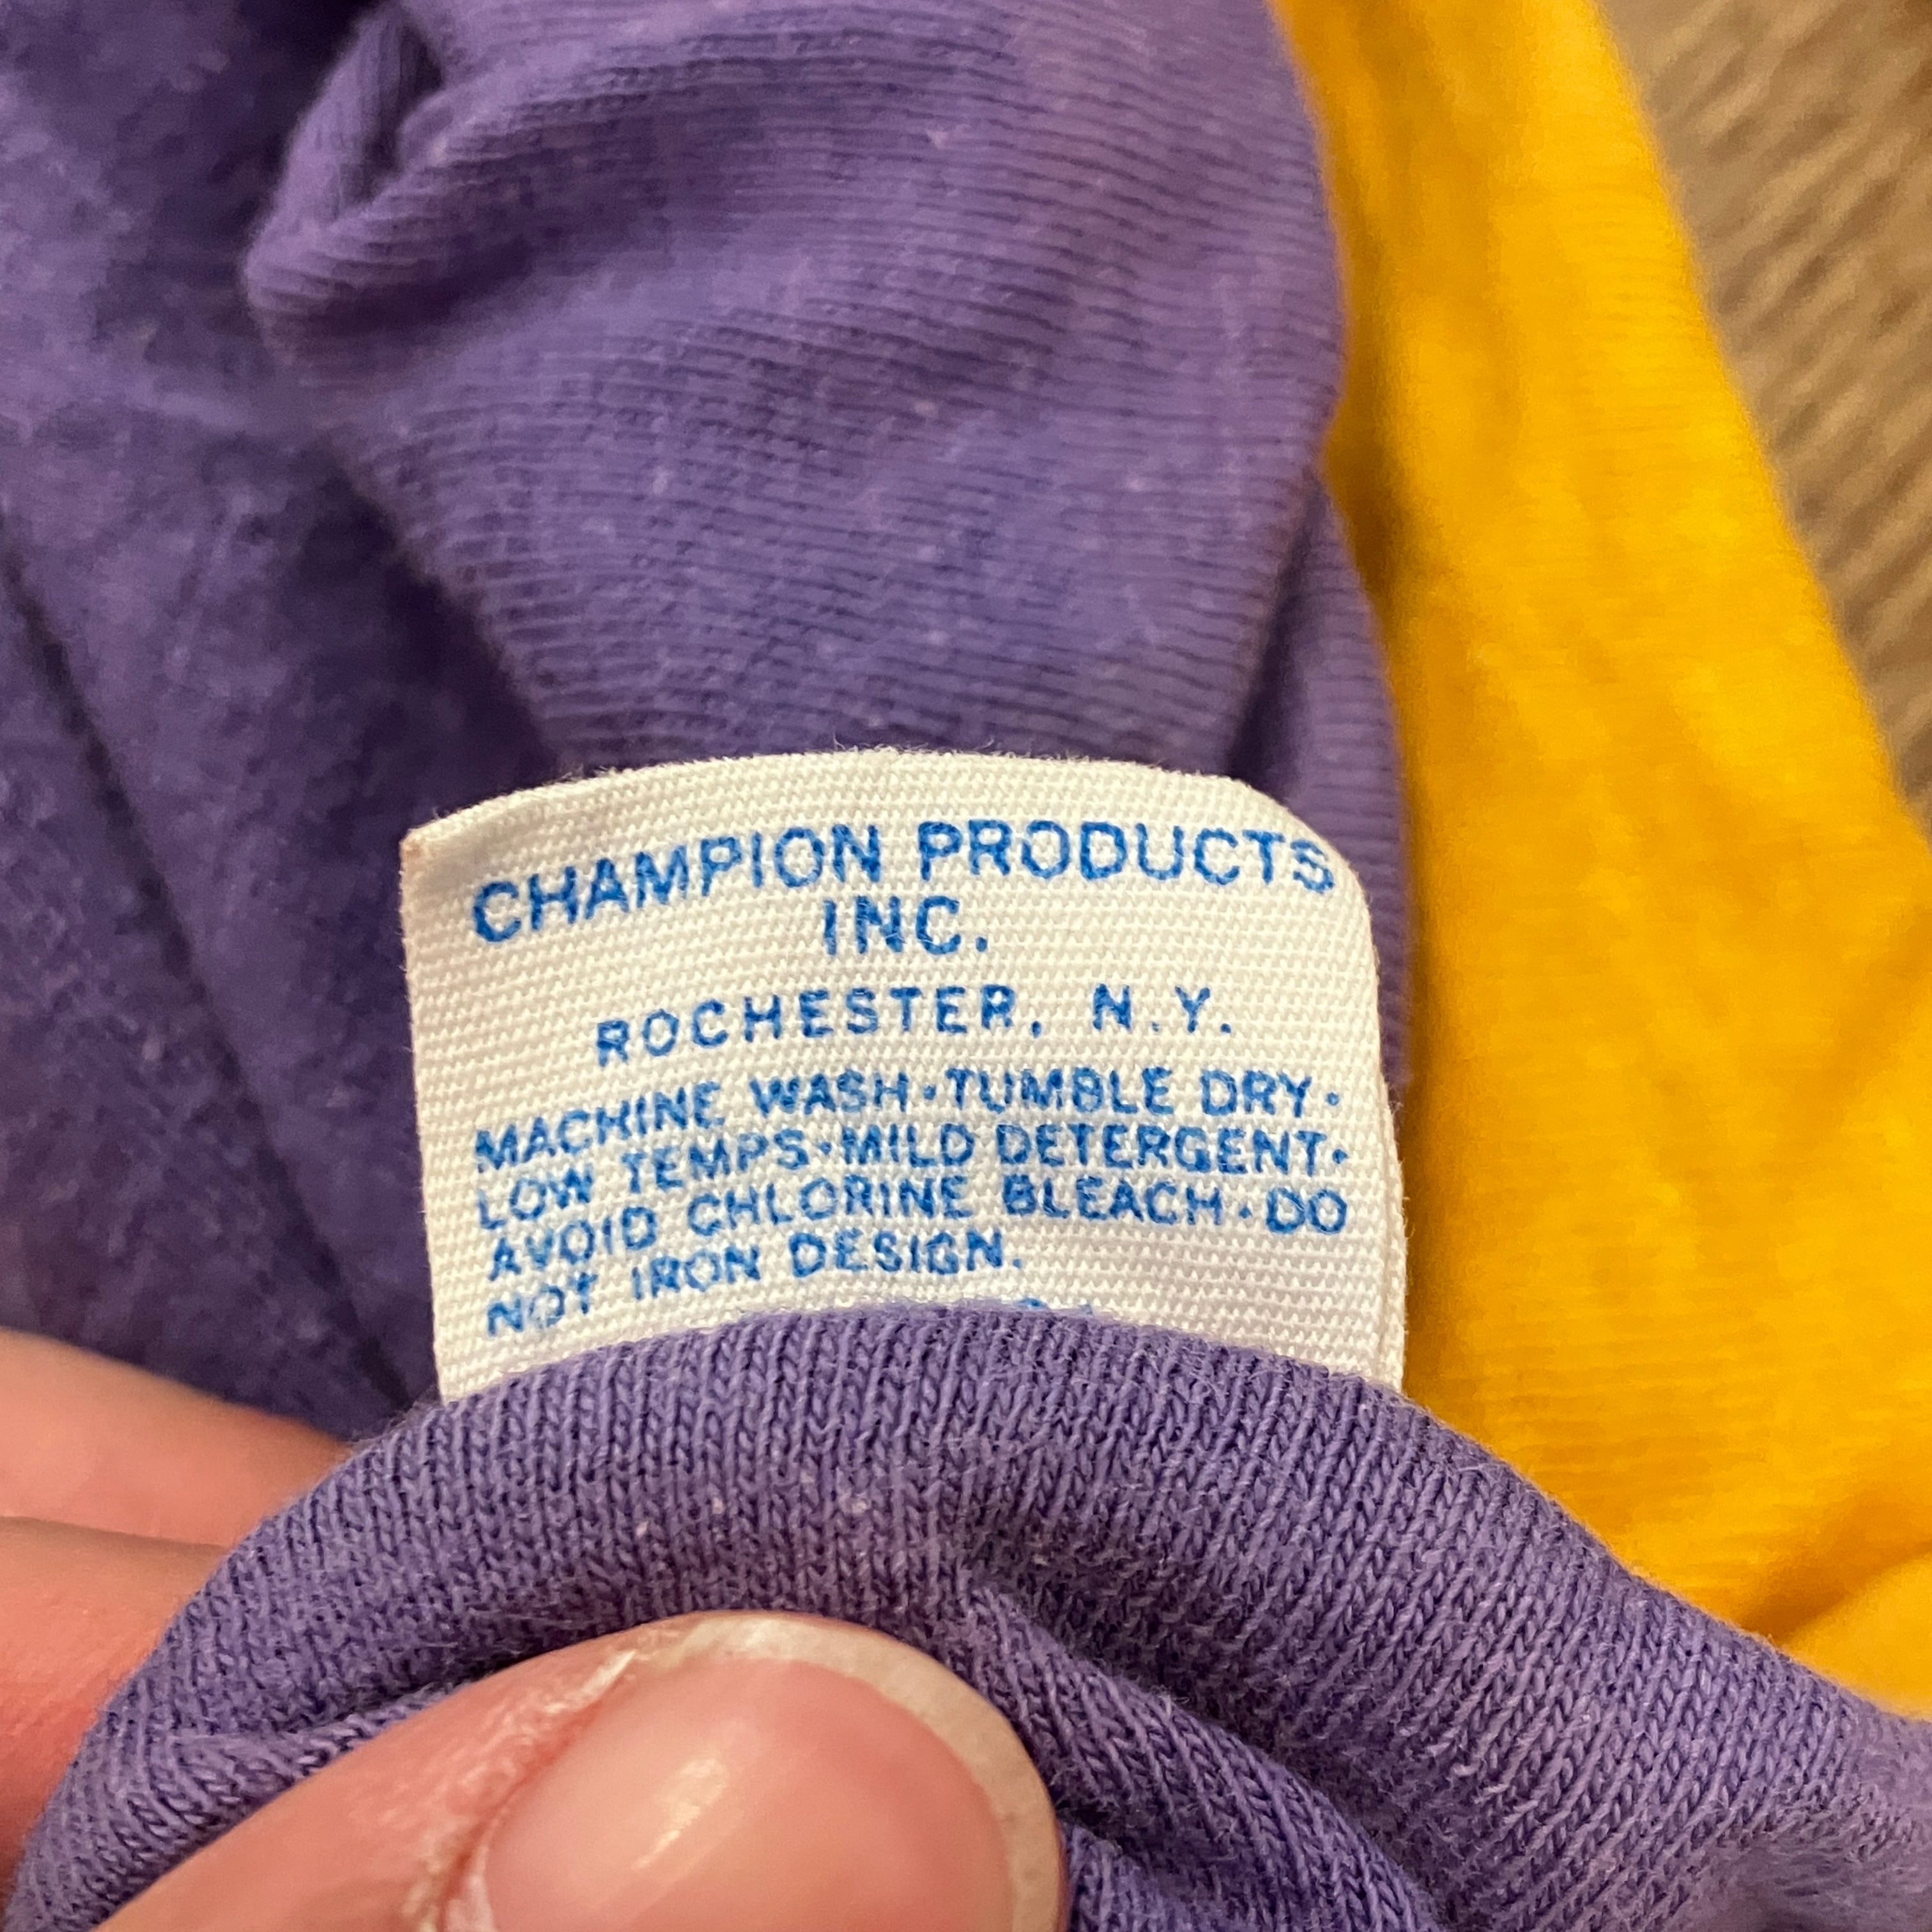 CHAMPION PRODUCTS
INC.
ROCHESTER, N.Y.
MACHINE WASH•TUMBLE DRY•
LOW TEMPS•MILD DETERGENT•
AVOID CHLORINE BLEACH•DO
NOT IRON DESIGN.